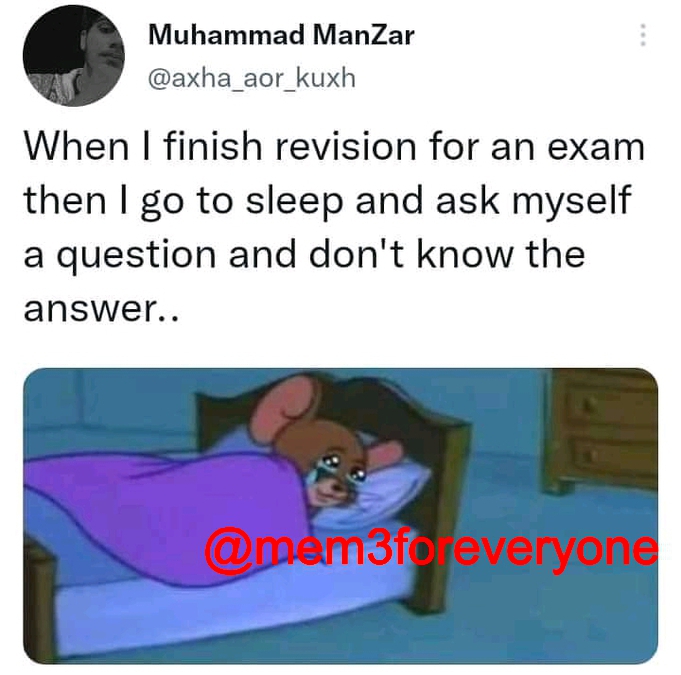 Muhammad ManZar
@axha_aor_kuxh
When I finish revision for an exam
then I go to sleep and ask myself
a question and don't know the
answer..
@mem3foreveryone